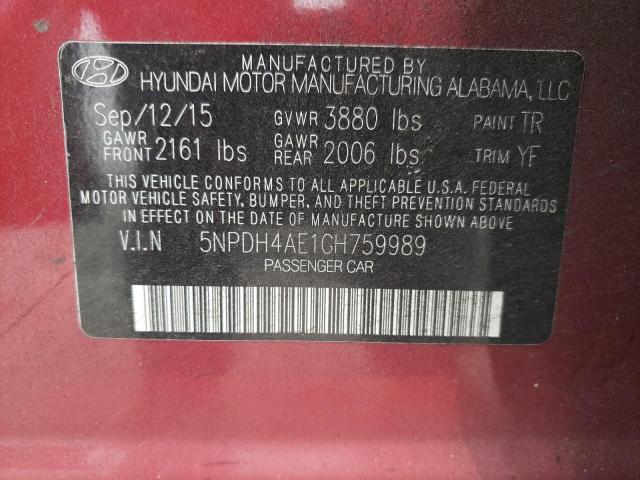 MANUFACTURED BY
HYUNDAI MOTOR MANUFACTURING ALABAMA, LLC
Sep/12/15 GVWR 3880 lbs PAINT TR
GAWR FRONT 2161 lbs GAWR REAR 2006 lbs TRIM YF
THIS VEHICLE CONFORMS TO ALL APPLICABLE U.S.A. FEDERAL
MOTOR VEHICLE SAFETY, BUMPER, AND THEFT PREVENTION STANDARDS
IN EFFECT ON THE DATE OF MANUFACTURE SHOWN ABOVE.
V.I.N 5NPDH4AE1GH759989
PASSENGER CAR